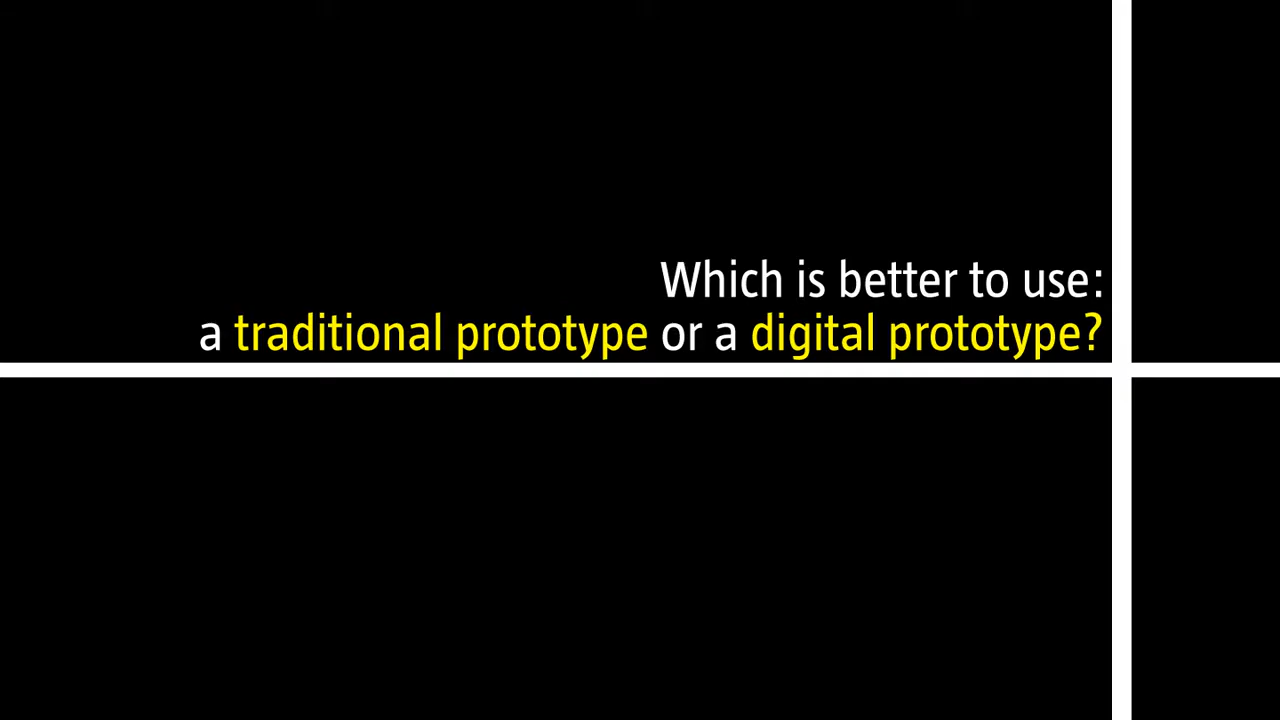 Which is better to use:
a traditional prototype or a digital prototype?